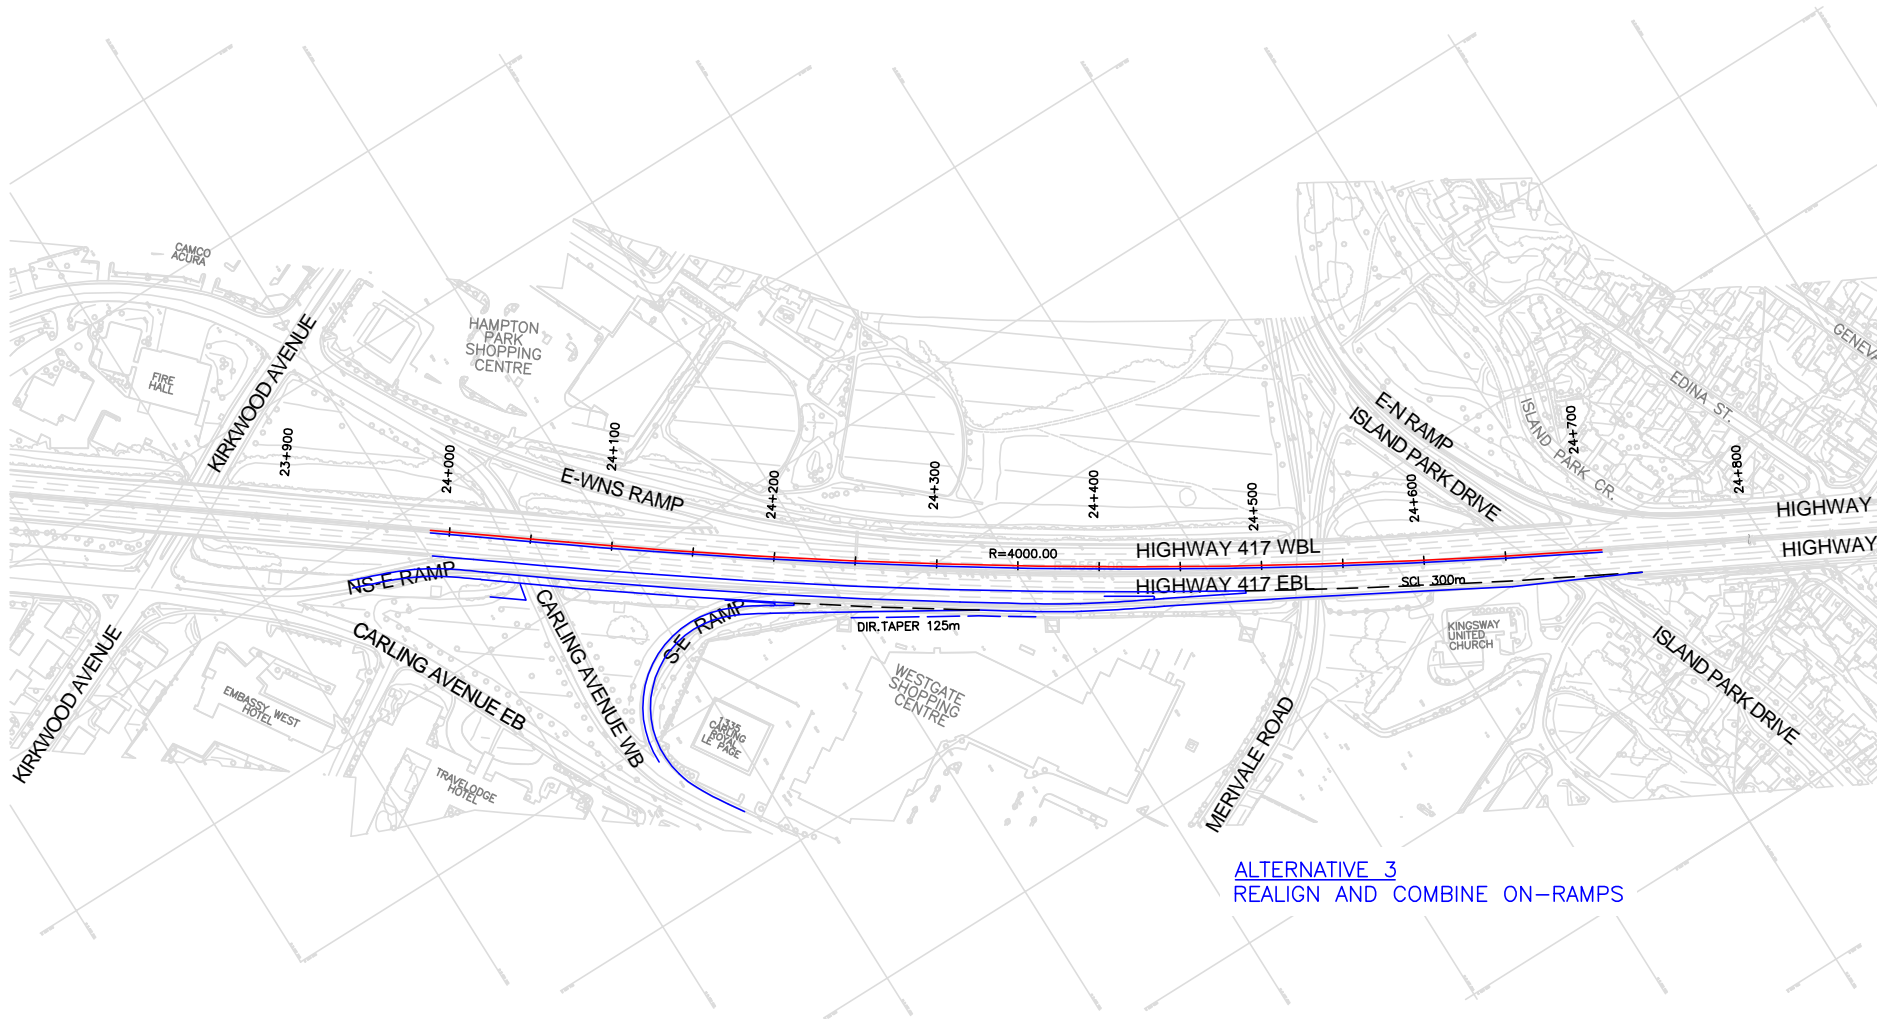 CAMCO
ACURA
KIRKWOOD AVENUE
FIRE
HALL
HAMPTON
PARK
SHOPPING
CENTRE
GENEVA
EDINA ST.
ISLAND PARK CR.
E-N RAMP
ISLAND PARK DRIVE
23+900
24+000
24+100
24+200
24+300
24+400
24+500
24+600
24+700
24+800
E-WNS RAMP
HIGHWAY
HIGHWAY
R=4000.00
HIGHWAY 417 WBL
HIGHWAY 417 EBL
SCL 300m
NS-E RAMP
S-E RAMP
DIR.TAPER 125m
CARLING AVENUE WB
CARLING AVENUE EB
KIRKWOOD AVENUE
EMBASSY WEST
HOTEL
TRAVELODGE
HOTEL
1335
CARLING
ROYAL
LE PAGE
WESTGATE
SHOPPING
CENTRE
KINGSWAY
UNITED
CHURCH
ISLAND PARK DRIVE
MERIVALE ROAD
ALTERNATIVE 3
REALIGN AND COMBINE ON-RAMPS